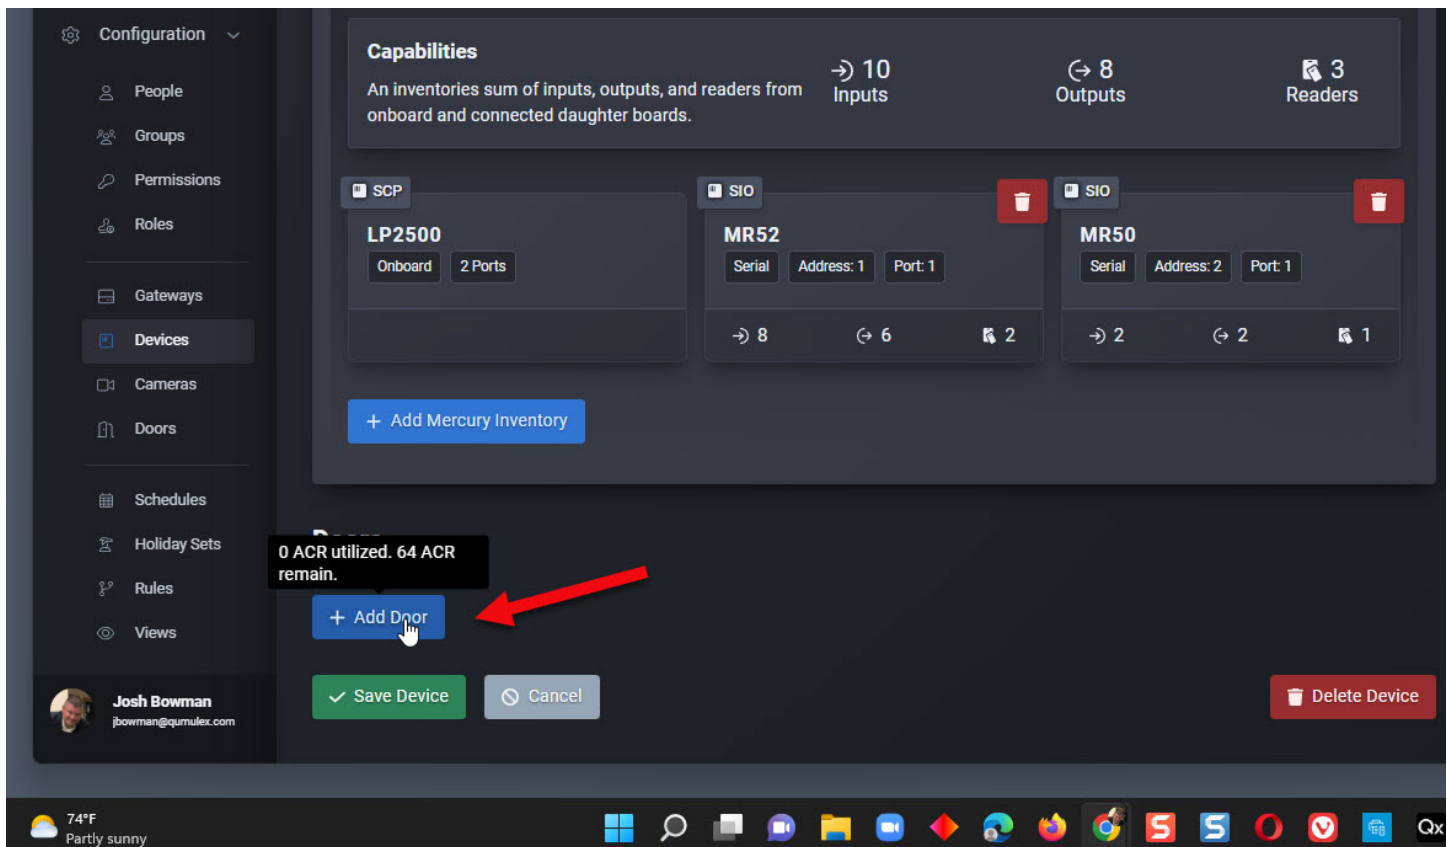 Configuration
People
Groups
Permissions
Roles
Gateways
Devices
Cameras
Doors
Schedules
Holiday Sets
Rules
Views
Josh Bowman
jbowman@qumulex.com
Capabilities
An inventories sum of inputs, outputs, and readers from
onboard and connected daughter boards.
10
Inputs
8
Outputs
3
Readers
SCP
LP2500
Onboard 2 Ports
SIO
MR52
Serial Address: 1 Port: 1
8 6 2
SIO
MR50
Serial Address: 2 Port: 1
2 2 1
+ Add Mercury Inventory
0 ACR utilized. 64 ACR
remain.
+ Add Door
Save Device
Cancel
Delete Device
74°F
Partly sunny
Qx